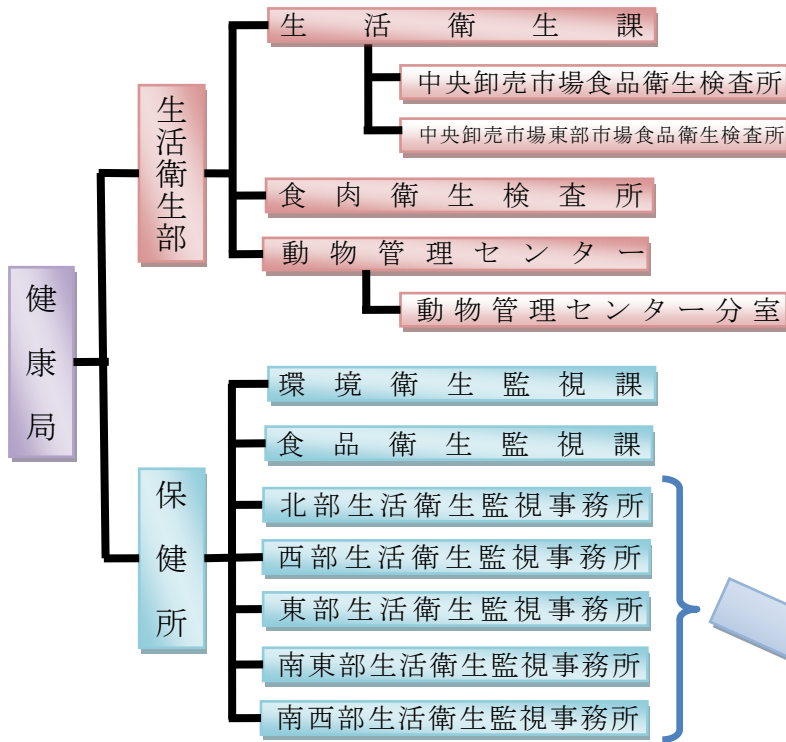 健康局
生活衛生部
生活衛生課
中央卸売市場食品衛生検査所
中央卸売市場東部市場食品衛生検査所
食肉衛生検査所
動物管理センター
動物管理センター分室
保健所
環境衛生監視課
食品衛生監視課
北部生活衛生監視事務所
西部生活衛生監視事務所
東部生活衛生監視事務所
南東部生活衛生監視事務所
南西部生活衛生監視事務所